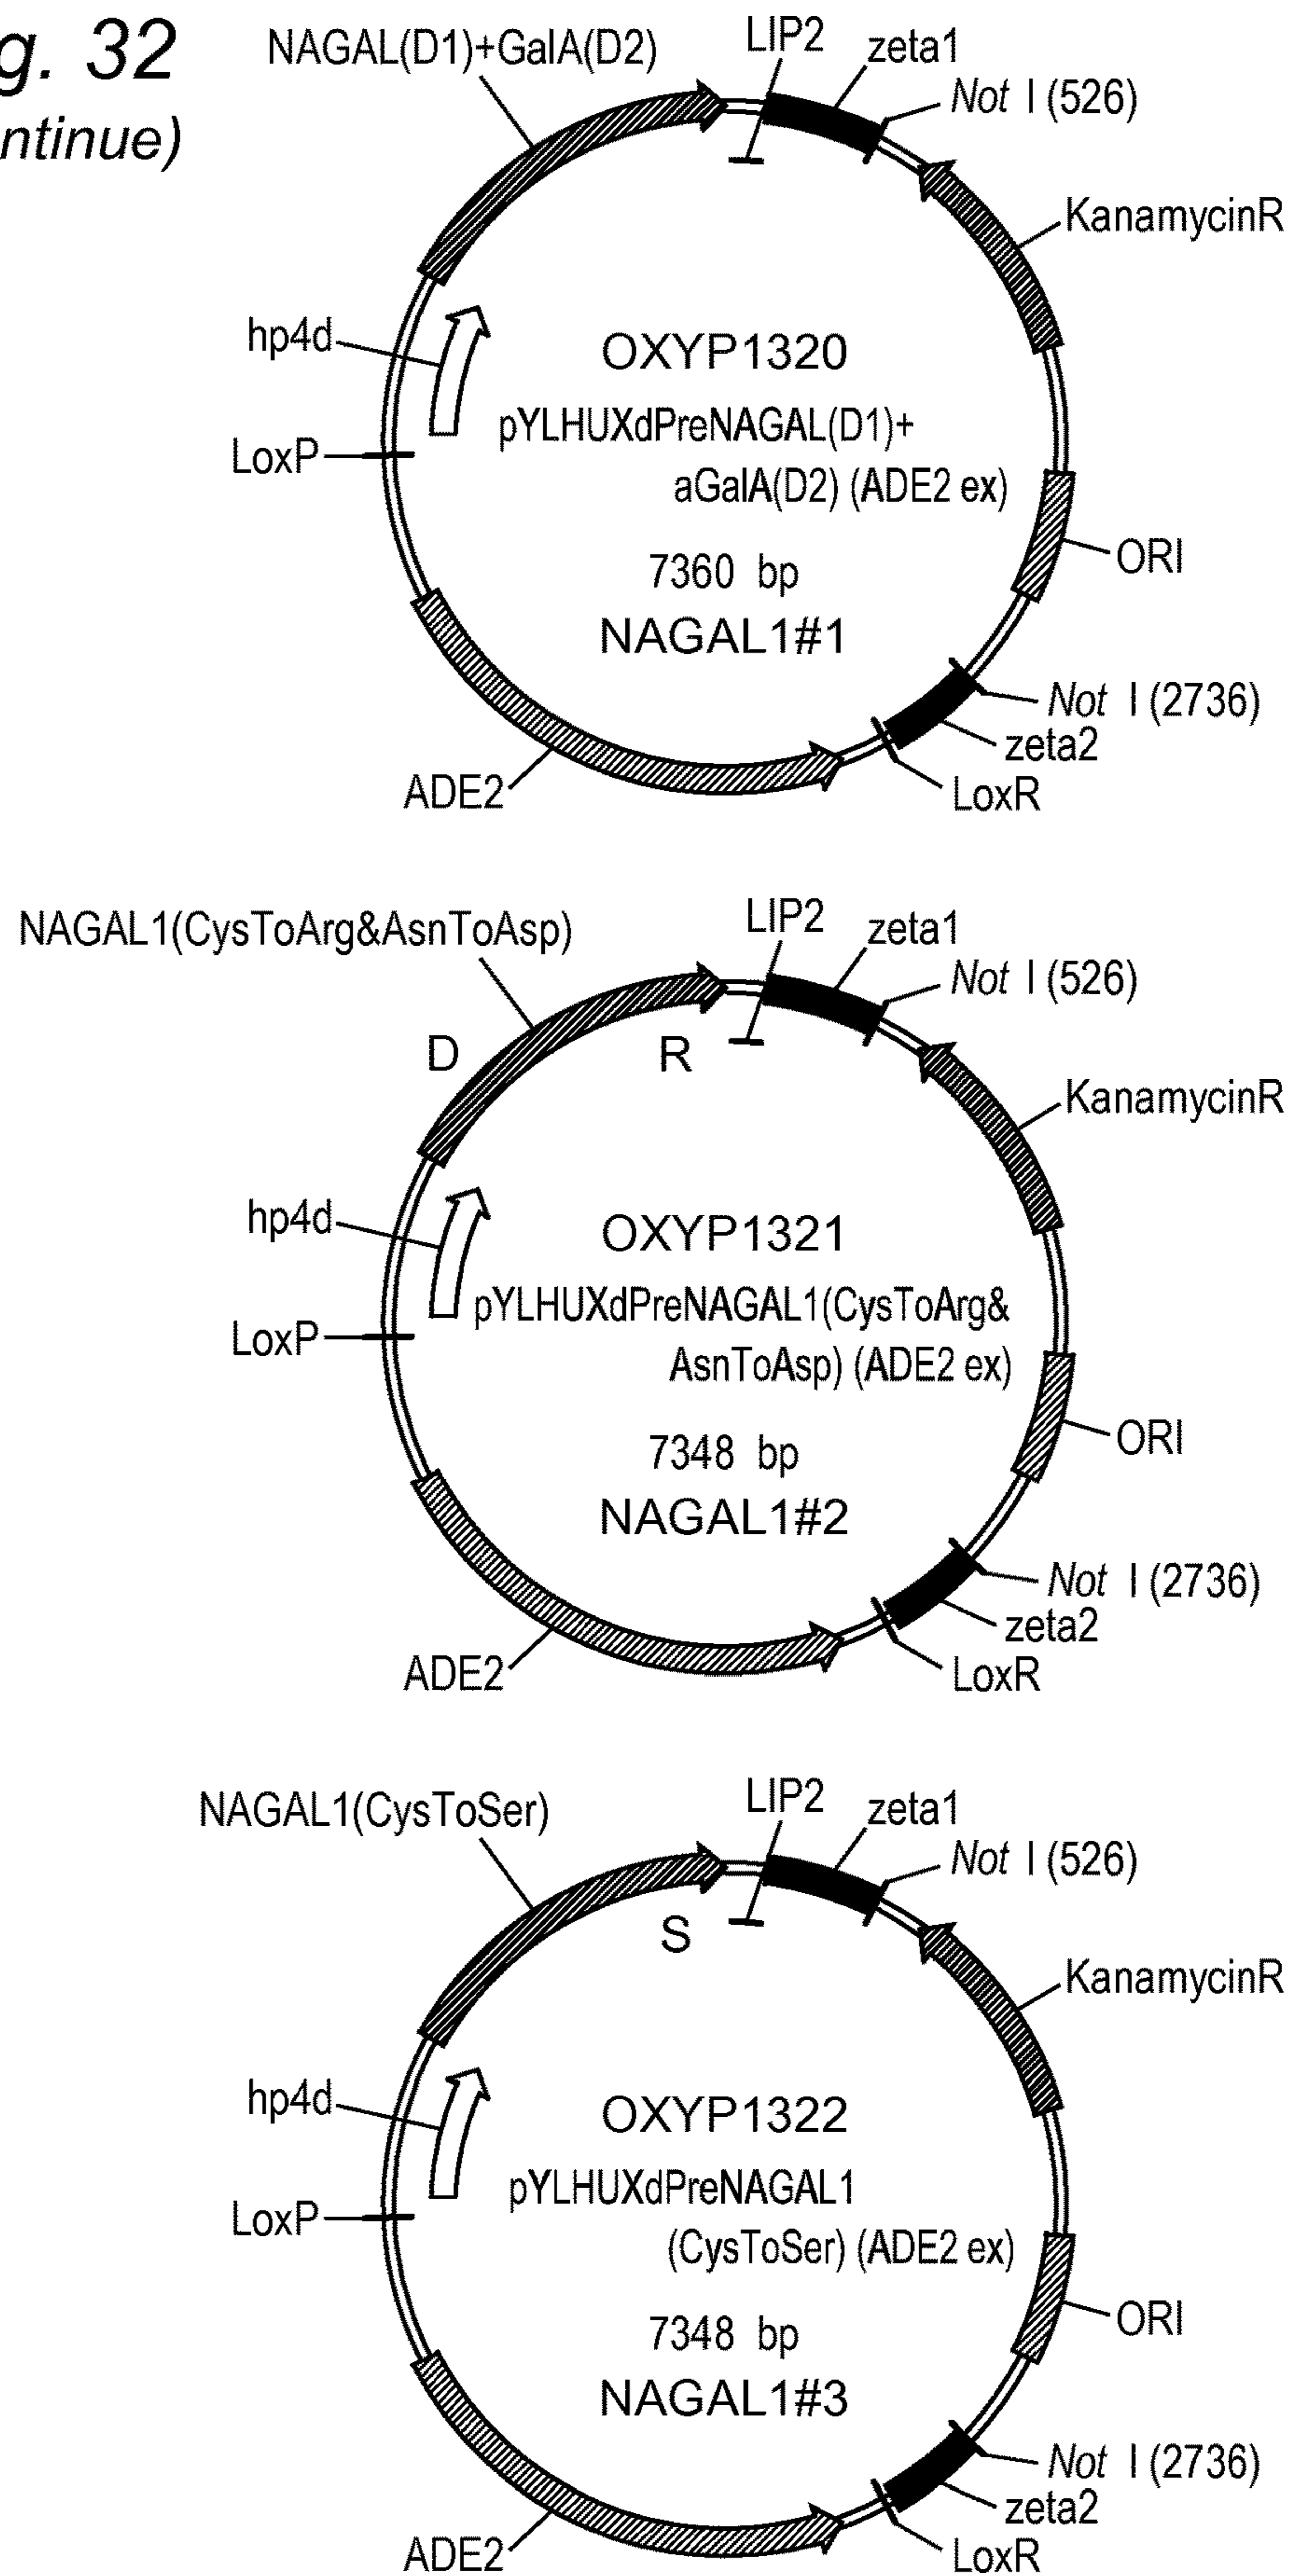 g. 32
ntinue)
NAGAL(D1)+GalA(D2)
LIP2
zeta1
Not I (526)
KanamycinR
hp4d
OXYP1320
pYLHUXdPreNAGAL(D1)+
aGalA(D2) (ADE2 ex)
LoxP
ORI
7360 bp
NAGAL1#1
Not I (2736)
zeta2
LoxR
ADE2
NAGAL1(CysToArg&AsnToAsp)
LIP2
zeta1
Not I (526)
D
R
KanamycinR
hp4d
OXYP1321
pYLHUXdPreNAGAL1(CysToArg&
AsnToAsp) (ADE2 ex)
LoxP
ORI
7348 bp
NAGAL1#2
Not I (2736)
zeta2
LoxR
ADE2
NAGAL1(CysToSer)
LIP2
zeta1
Not I (526)
S
KanamycinR
hp4d
OXYP1322
pYLHUXdPreNAGAL1
(CysToSer) (ADE2 ex)
LoxP
ORI
7348 bp
NAGAL1#3
Not I (2736)
zeta2
LoxR
ADE2